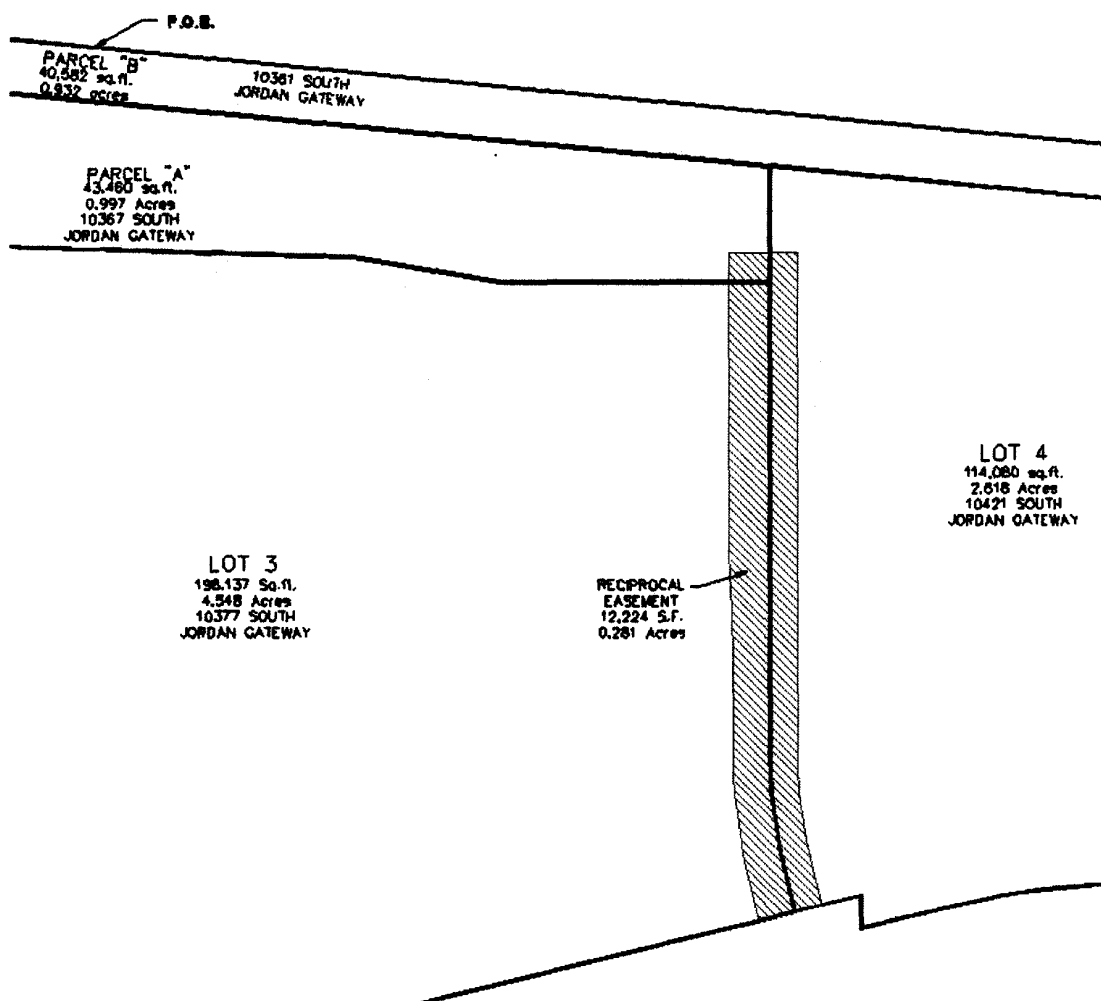 P.O.B.
PARCEL "B"
40,582 sq.ft.
0.932 acres
10361 SOUTH
JORDAN GATEWAY
PARCEL "A"
43,460 sq.ft.
0.997 Acres
10367 SOUTH
JORDAN GATEWAY
LOT 4
114,080 sq.ft.
2.618 Acres
10421 SOUTH
JORDAN GATEWAY
LOT 3
198,137 Sq.ft.
4.548 Acres
10377 SOUTH
JORDAN GATEWAY
RECIPROCAL
EASEMENT
12,224 S.F.
0.281 Acres